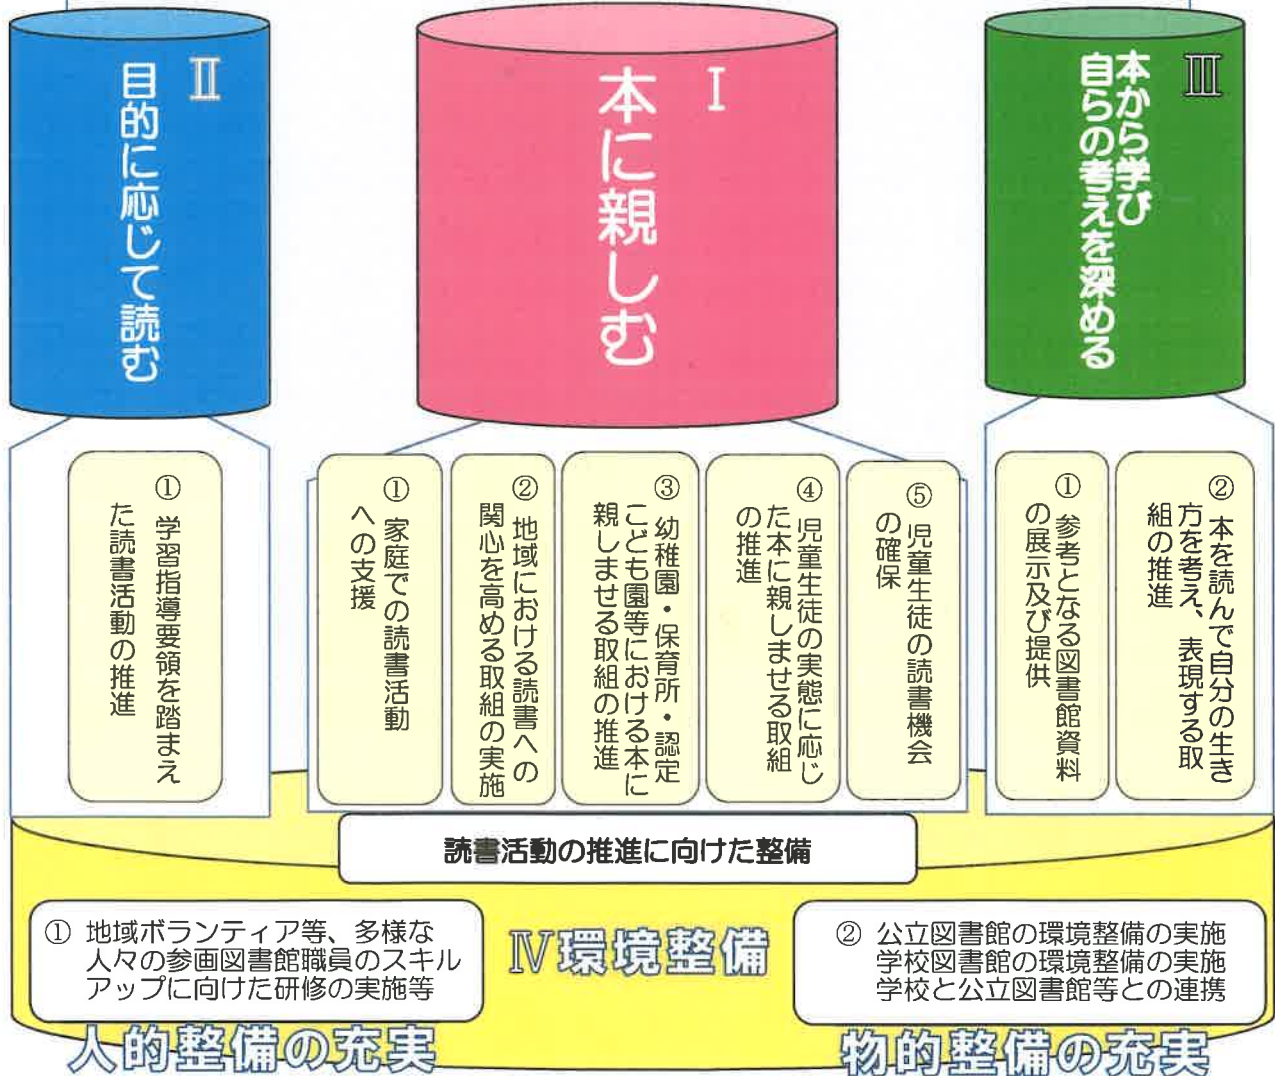 Ⅱ
目的に応じて読む
Ⅰ
本に親しむ
Ⅲ
本から学び
自らの考えを深める
① 学習指導要領を踏まえ
た読書活動の推進
① 家庭での読書活動
への支援
② 地域における読書への
関心を高める取組の実施
③ 幼稚園・保育所・認定
こども園等における本に
親しませる取組の推進
④ 児童生徒の実態に応じ
た本に親しませる取組
の推進
⑤ 児童生徒の読書機会
の確保
① 参考となる図書館資料
の展示及び提供
② 本を読んで自分の生き
方を考え、表現する取
組の推進
読書活動の推進に向けた整備
① 地域ボランティア等、多様な
人々の参画図書館職員のスキル
アップに向けた研修の実施等
Ⅳ環境整備
② 公立図書館の環境整備の実施
学校図書館の環境整備の実施
学校と公立図書館等との連携
人的整備の充実
物的整備の充実